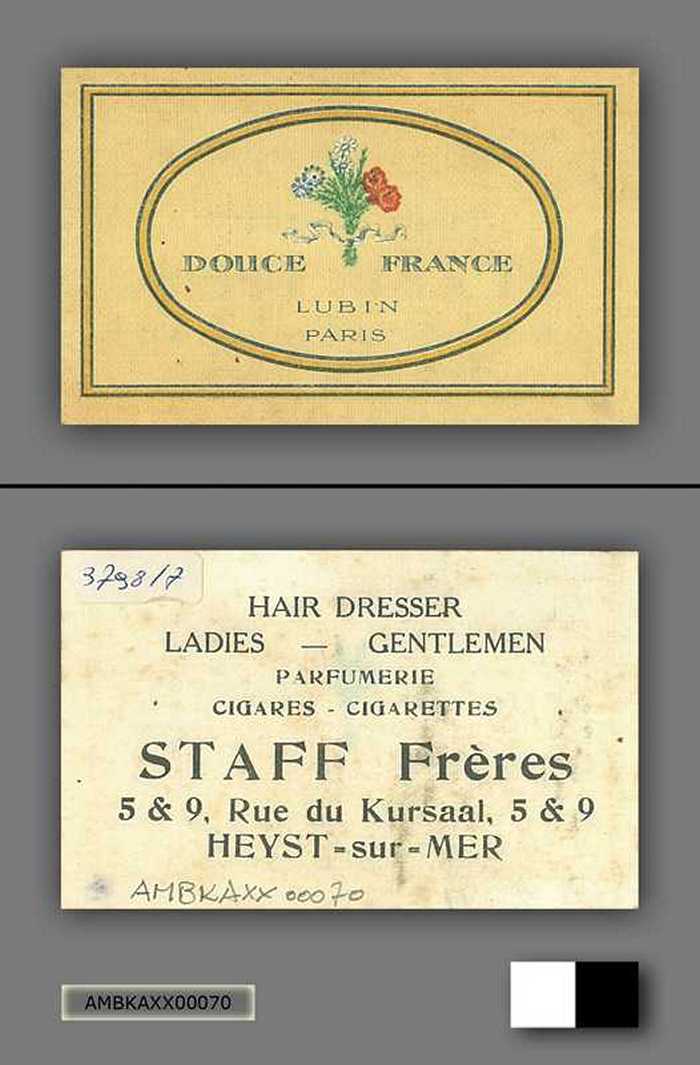 DOUCE FRANCE
LUBIN
PARIS
3798/7
HAIR DRESSER
LADIES — GENTLEMEN
PARFUMERIE
CIGARES - CIGARETTES
STAFF Frères
5 & 9, Rue du Kursaal, 5 & 9
HEYST=sur=MER
AMBKAXX 00070
AMBKAXX00070